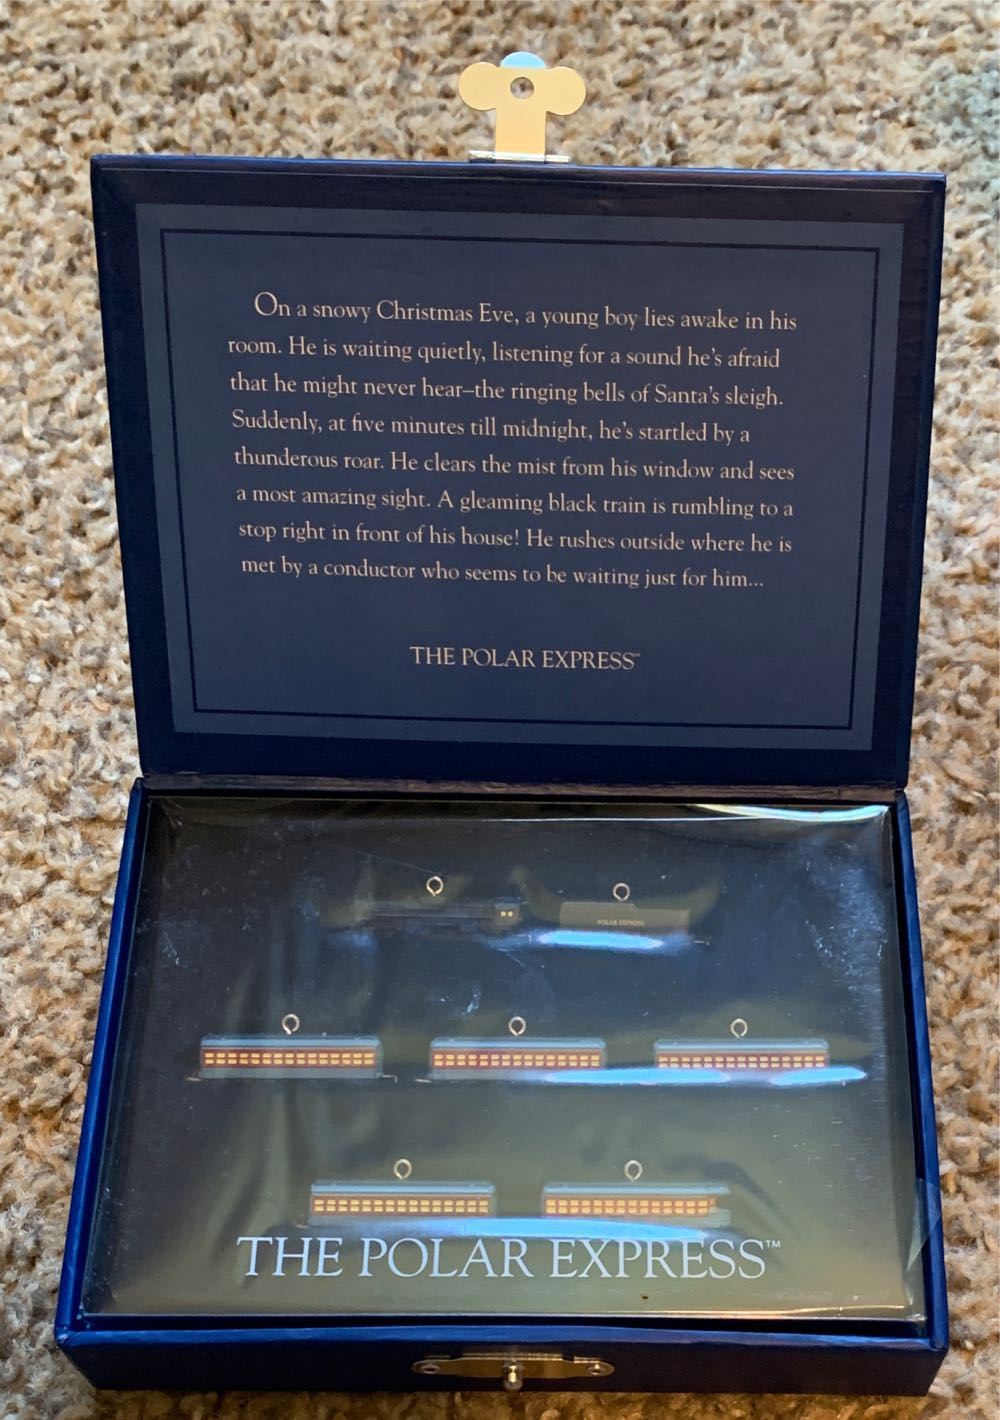 On a snowy Christmas Eve, a young boy lies awake in his
room. He is waiting quietly, listening for a sound he's afraid
that he might never hear–the ringing bells of Santa's sleigh.
Suddenly, at five minutes till midnight, he's startled by a
thunderous roar. He clears the mist from his window and sees
a most amazing sight. A gleaming black train is rumbling to a
stop right in front of his house! He rushes outside where he is
met by a conductor who seems to be waiting just for him...
THE POLAR EXPRESS™
POLAR EXPRESS
THE POLAR EXPRESS™